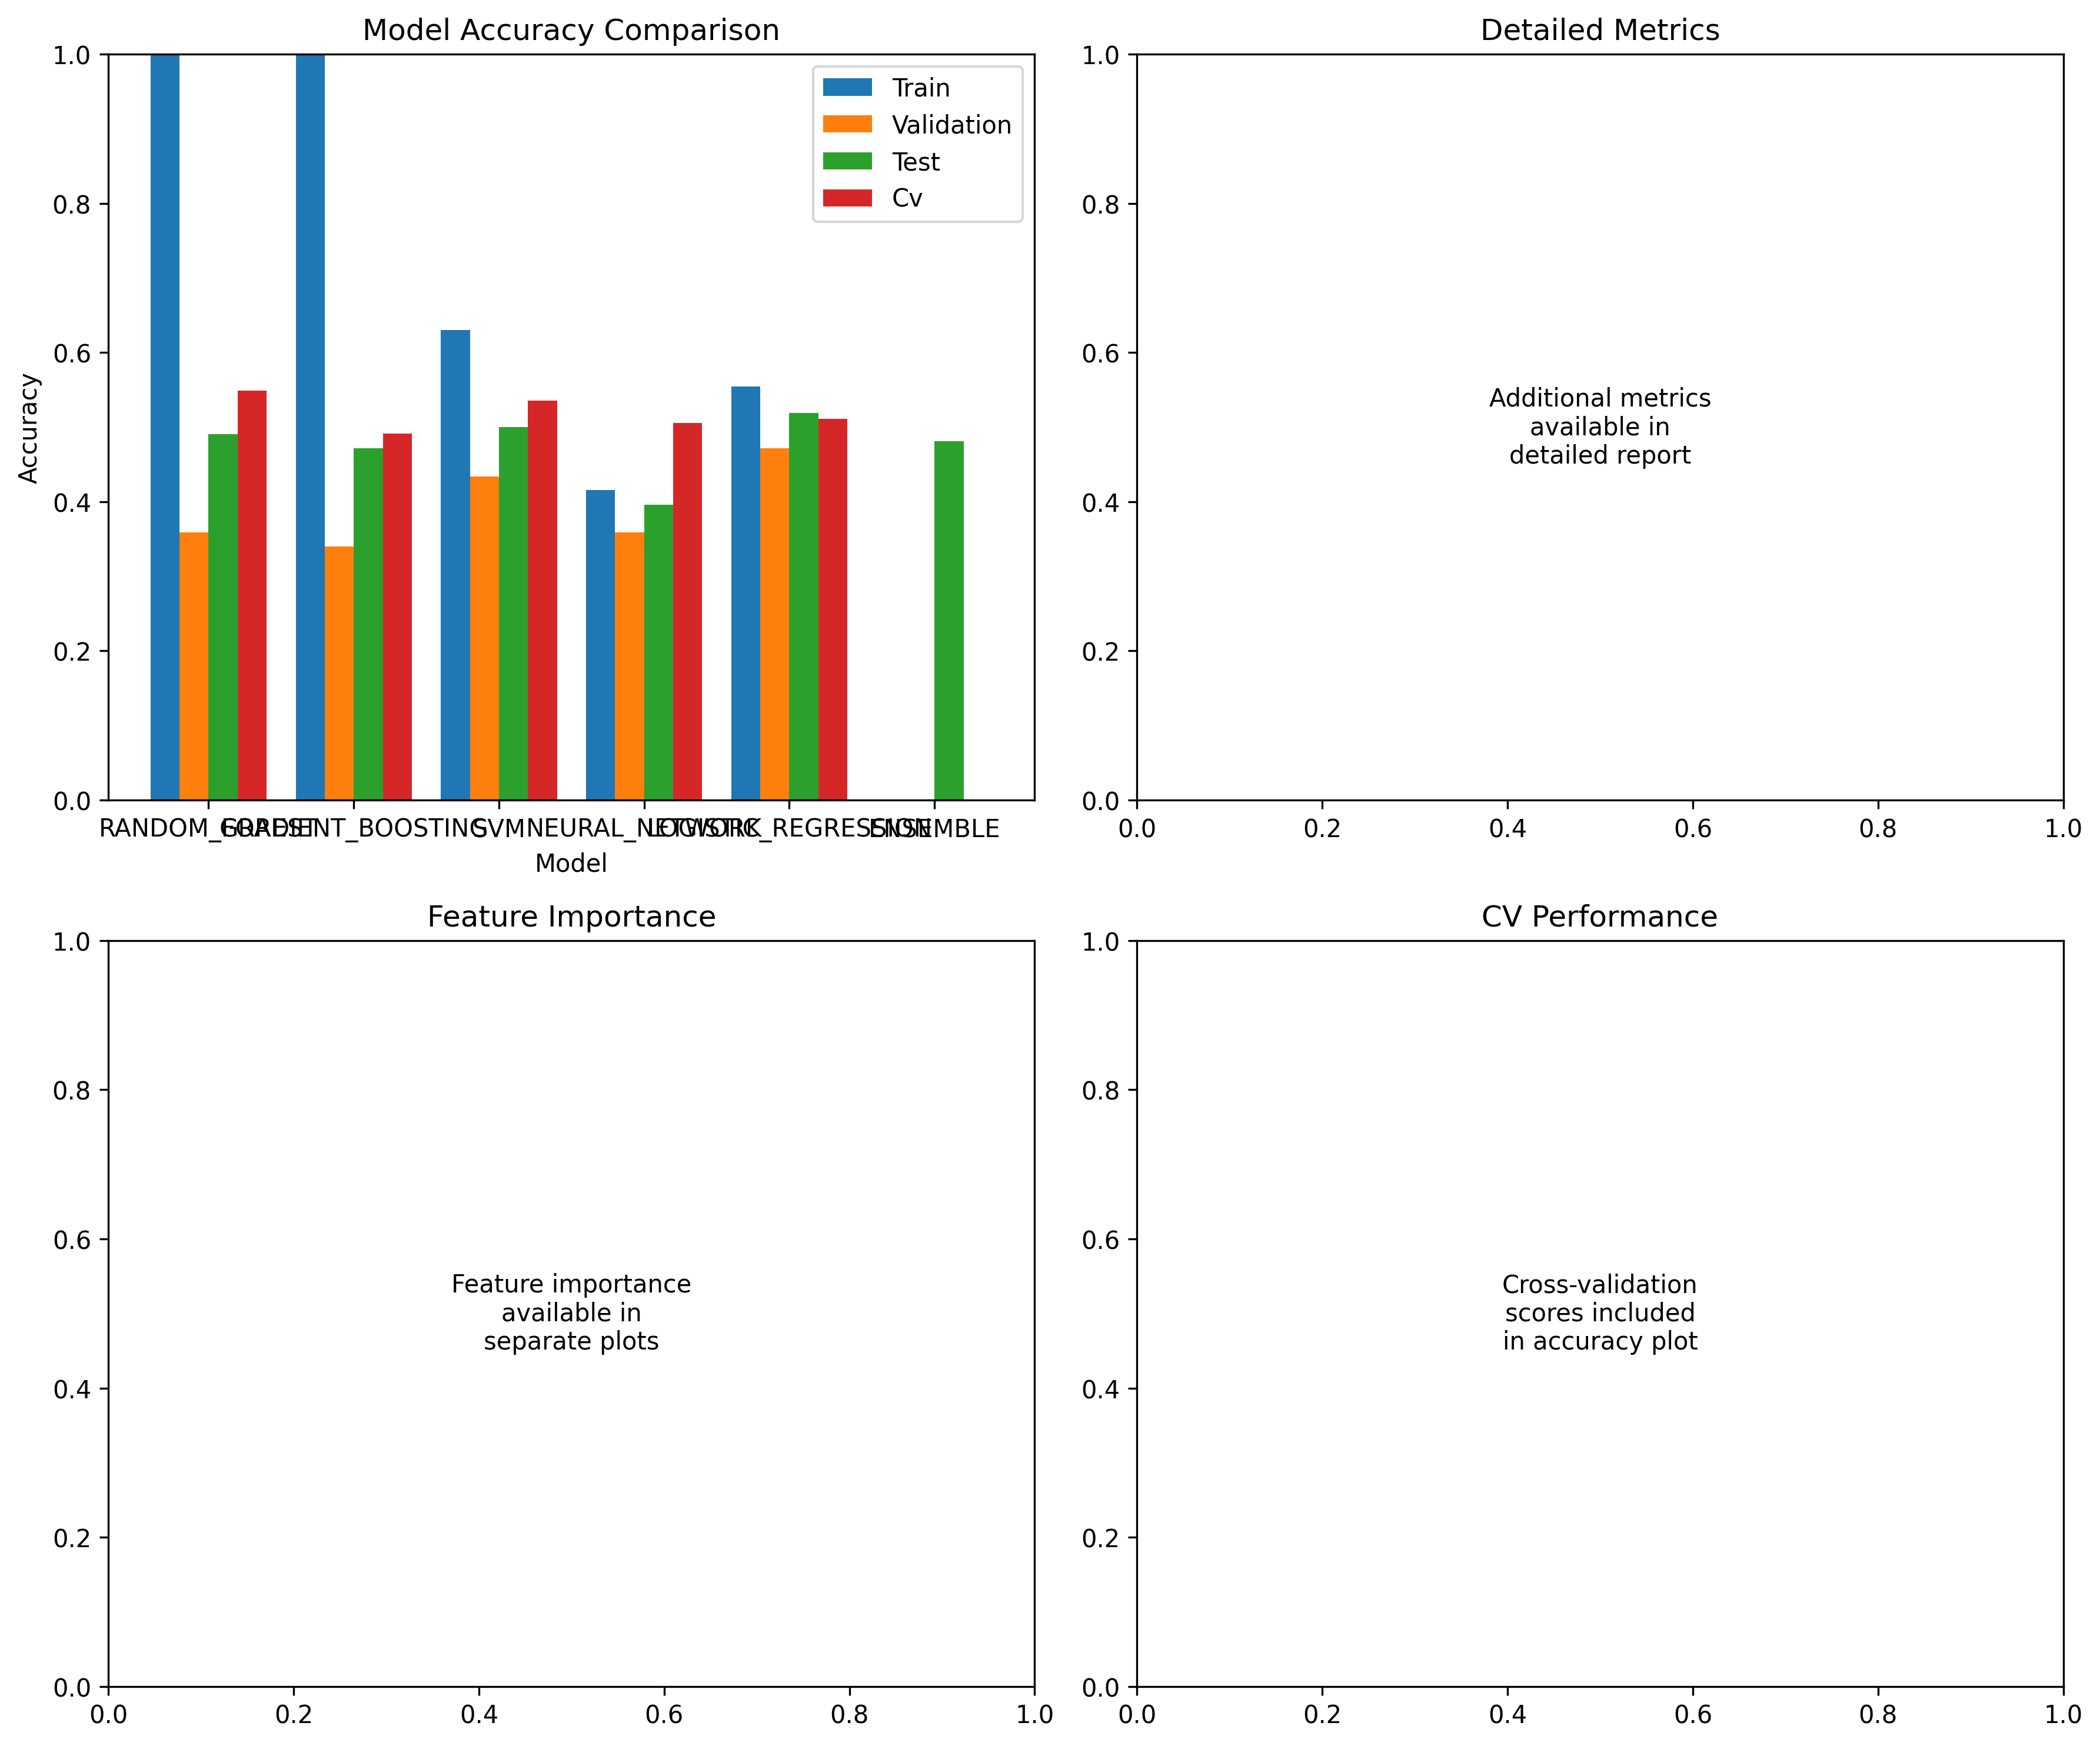 Model Accuracy Comparison
1.0
0.8
0.6
0.4
0.2
0.0
Accuracy
Train
Validation
Test
Cv
RANDOM_FOREST GRADIENT_BOOSTING SVM NEURAL_NETWORK LOGISTIC_REGRESSION ENSEMBLE
Model
Detailed Metrics
1.0
0.8
0.6
0.4
0.2
0.0
Additional metrics
available in
detailed report
0.0 0.2 0.4 0.6 0.8 1.0
Feature Importance
1.0
0.8
0.6
0.4
0.2
0.0
Feature importance
available in
separate plots
0.0 0.2 0.4 0.6 0.8 1.0
CV Performance
1.0
0.8
0.6
0.4
0.2
0.0
Cross-validation
scores included
in accuracy plot
0.0 0.2 0.4 0.6 0.8 1.0